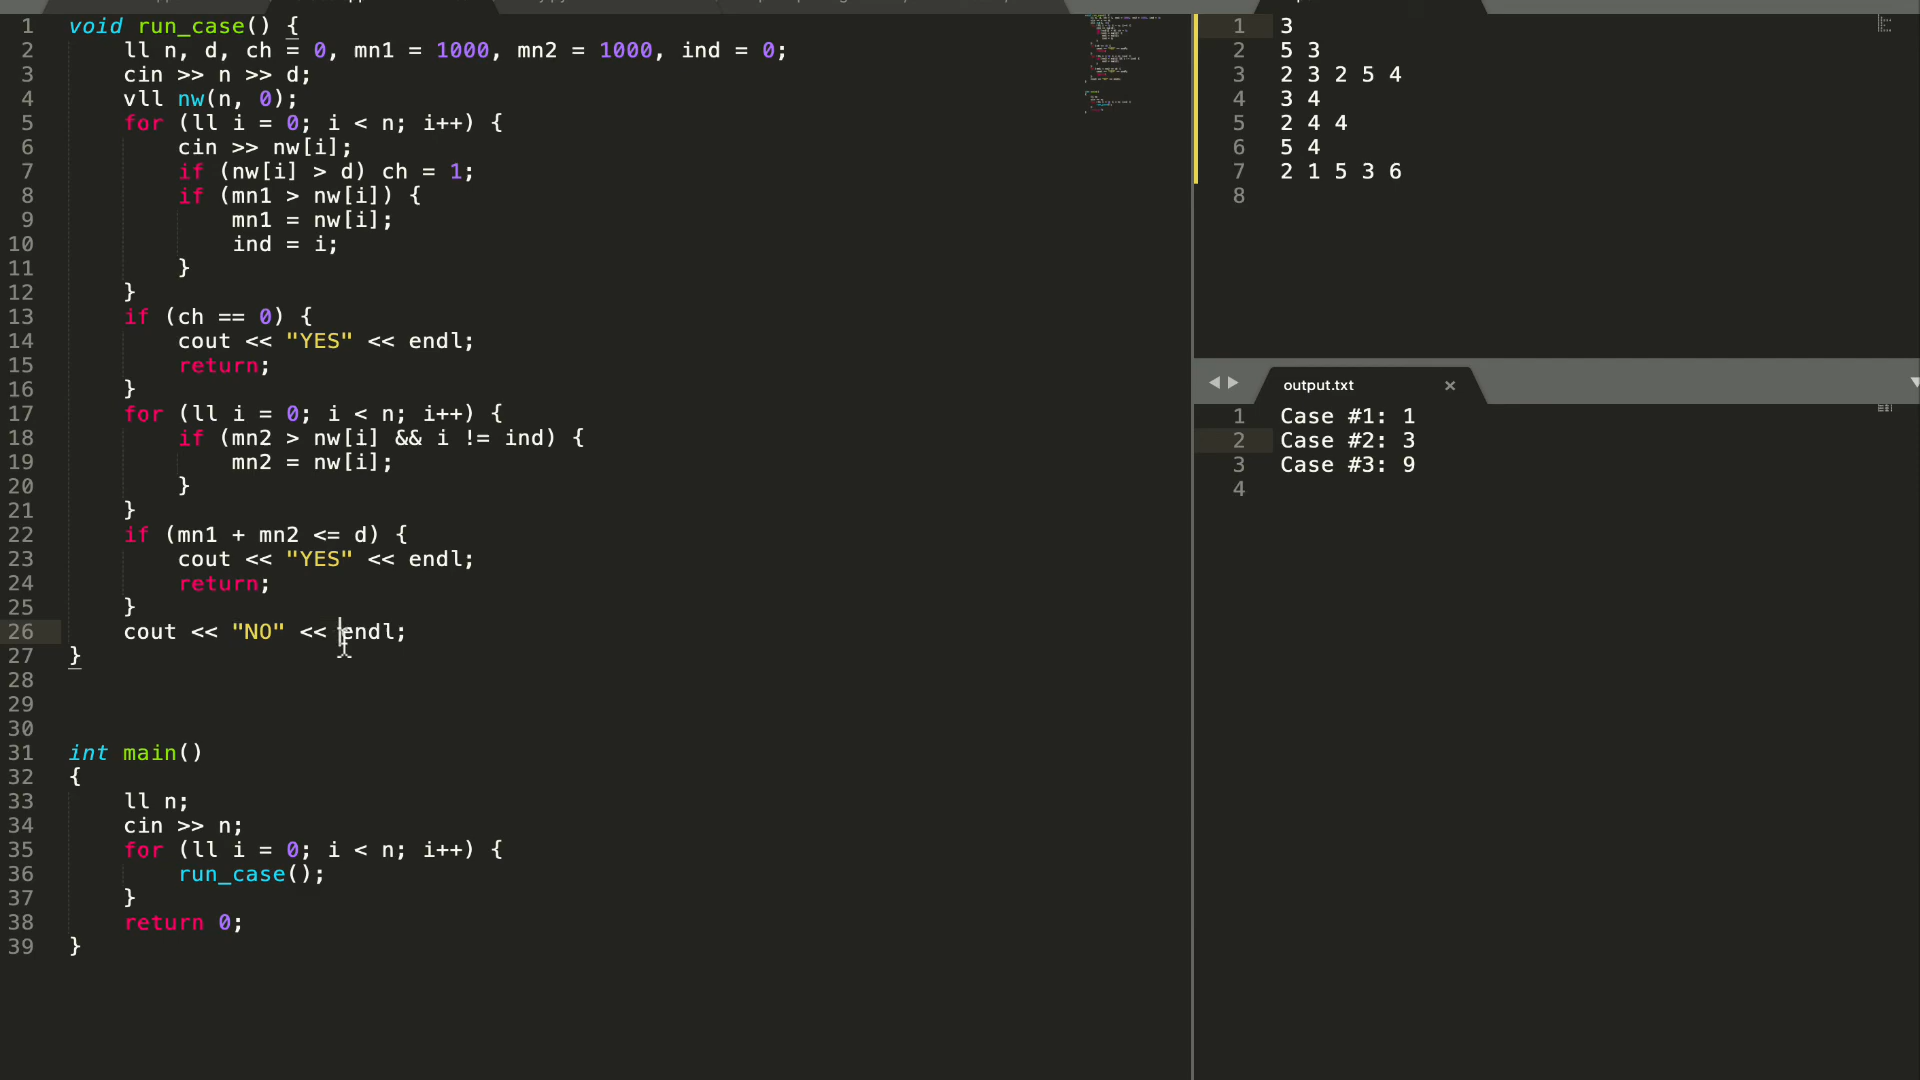 1 void run_case() {
2 ll n, d, ch = 0, mn1 = 1000, mn2 = 1000, ind = 0;
3 cin >> n >> d;
4 vll nw(n, 0);
5 for (ll i = 0; i < n; i++) {
6 cin >> nw[i];
7 if (nw[i] > d) ch = 1;
8 if (mn1 > nw[i]) {
9 mn1 = nw[i];
10 ind = i;
11 }
12 }
13 if (ch == 0) {
14 cout << "YES" << endl;
15 return;
16 }
17 for (ll i = 0; i < n; i++) {
18 if (mn2 > nw[i] && i != ind) {
19 mn2 = nw[i];
20 }
21 }
22 if (mn1 + mn2 <= d) {
23 cout << "YES" << endl;
24 return;
25 }
26 cout << "NO" << endl;
27 }
28
29
30
31 int main()
32 {
33 ll n;
34 cin >> n;
35 for (ll i = 0; i < n; i++) {
36 run_case();
37 }
38 return 0;
39 }
1 3
2 5 3
3 2 3 2 5 4
4 3 4
5 2 4 4
6 5 4
7 2 1 5 3 6
8
output.txt ×
1 Case #1: 1
2 Case #2: 3
3 Case #3: 9
4